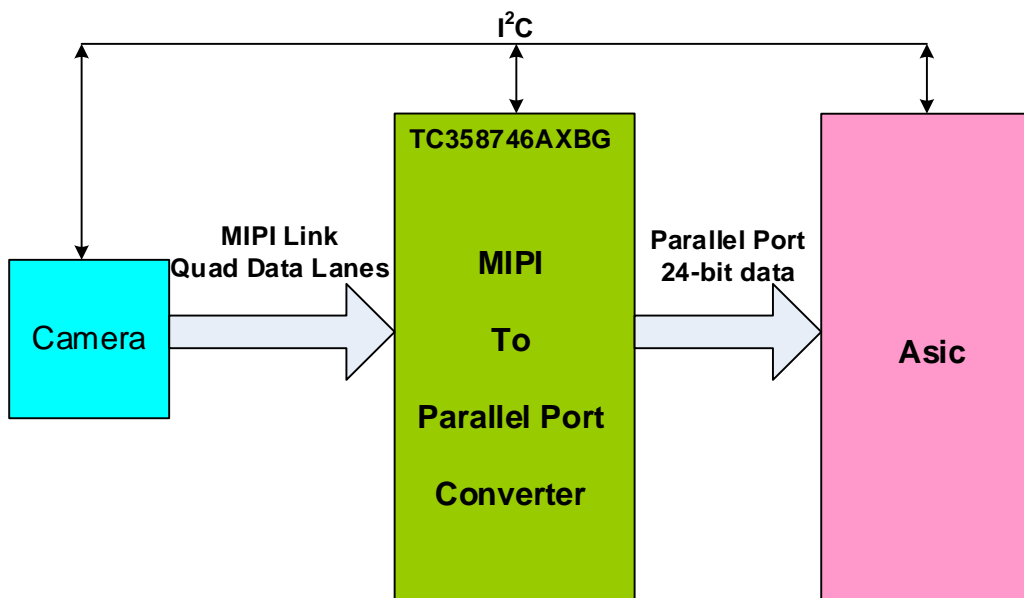 I²C
TC358746AXBG
MIPI Link
Quad Data Lanes
Parallel Port
24-bit data
Camera
MIPI
To
Parallel Port
Converter
Asic